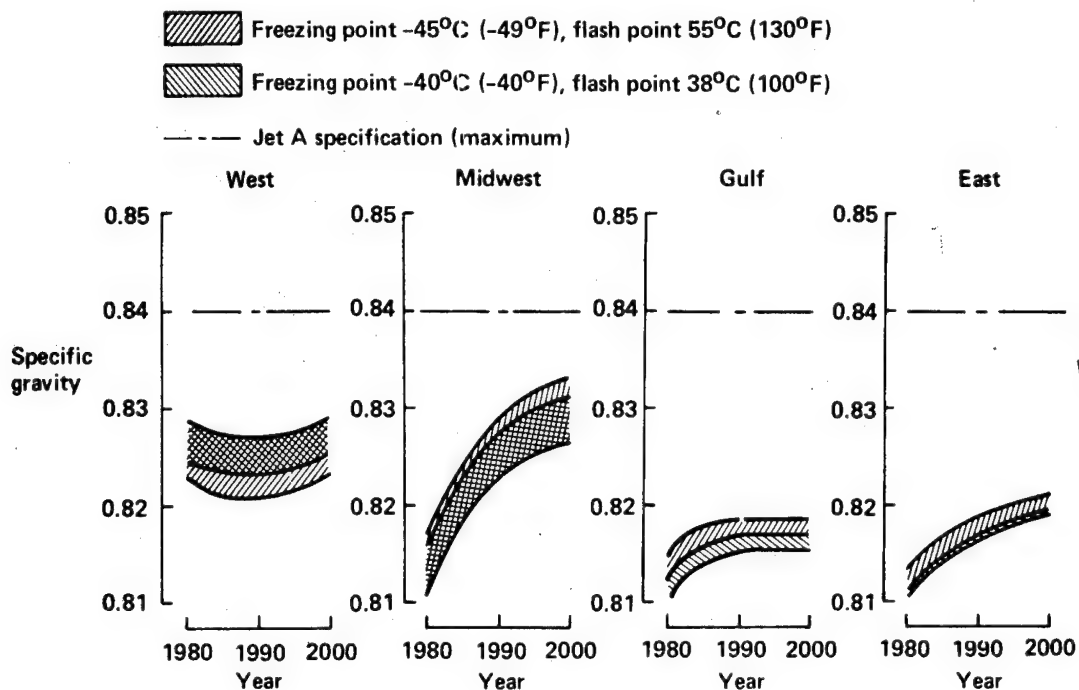 Freezing point -45°C (-49°F), flash point 55°C (130°F)
Freezing point -40°C (-40°F), flash point 38°C (100°F)
Jet A specification (maximum)
West
Midwest
Gulf
East
Specific
gravity
0.85
0.84
0.83
0.82
0.81
1980 1990 2000
Year
0.85
0.84
0.83
0.82
0.81
1980 1990 2000
Year
0.85
0.84
0.83
0.82
0.81
1980 1990 2000
Year
0.85
0.84
0.83
0.82
0.81
1980 1990 2000
Year